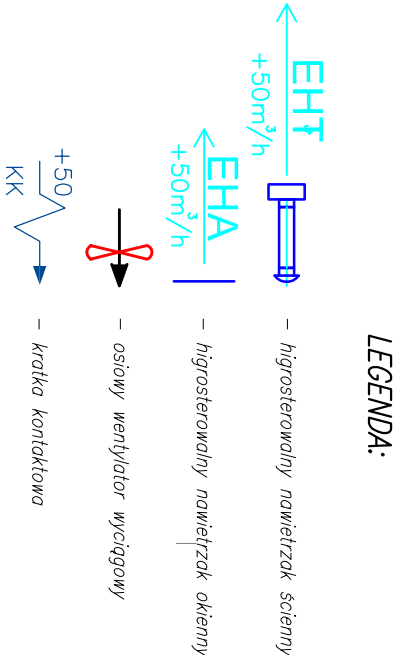 LEGENDA:
EHT
+50m³/h
– higrosterowalny nawietrzak ścienny
EHA
+50m³/h
– higrosterowalny nawietrzak okienny
– osiowy wentylator wyciągowy
+50
KK
– kratka kontaktowa